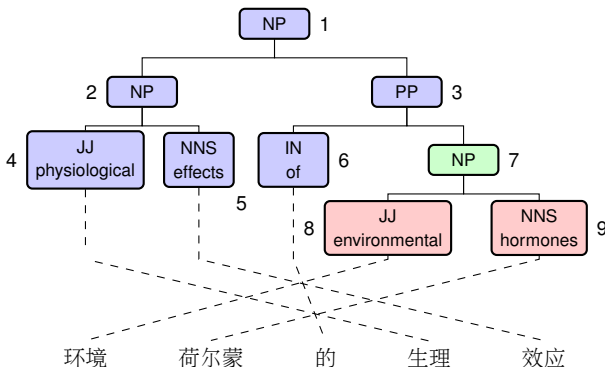 NP 1
2 NP PP 3
4 JJ physiological NNS effects 5 IN of 6 NP 7
8 JJ environmental NNS hormones 9
环境 荷尔蒙 的 生理 效应